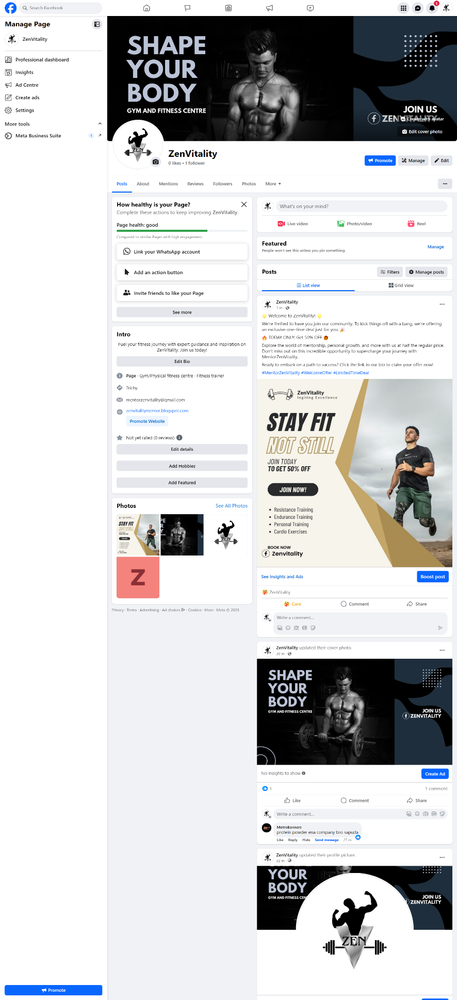 Search Facebook
1
Manage Page
ZenVitality
Professional dashboard
Insights
Ad Centre
Create ads
Settings
More tools
Meta Business Suite
1
Promote
SHAPE
YOUR
BODY
GYM AND FITNESS CENTRE
JOIN US
ZENVITALITY
Create with avatar
Edit cover photo
ZEN
ZenVitality
0 likes • 1 follower
Promote
Manage
Edit
Posts
About
Mentions
Reviews
Followers
Photos
More
How healthy is your Page?
Complete these actions to keep improving ZenVitality.
Page health: good
Compared to similar Pages with high engagement.
Link your WhatsApp account
Add an action button
Invite friends to like your Page
See more
Intro
Fuel your fitness journey with expert guidance and inspiration on
ZenVitality. Join us today!
Edit Bio
Page · Gym/Physical fitness centre · Fitness trainer
Trichy
mentorzenvitality@gmail.com
zenvitalitymentor.blogspot.com
Promote Website
Not yet rated (0 reviews)
Edit details
Add Hobbies
Add Featured
Photos
See All Photos
STAY FIT
NOT STILL
ZEN
Z
Privacy · Terms · Advertising · Ad choices · Cookies · More · Meta © 2023
What's on your mind?
Live video
Photo/video
Reel
Featured
People won't see this unless you pin something.
Manage
Posts
Filters
Manage posts
List view
Grid view
ZenVitality
7 m ·
🌟 Welcome to ZenVitality! 🌟
We're thrilled to have you join our community. To kick things off with a bang, we're offering
an exclusive one-time deal just for you. 🎉
🔥 TODAY ONLY: Get 50% OFF 🎁
Explore the world of mentorship, personal growth, and more with us at half the regular price.
Don't miss out on this incredible opportunity to supercharge your journey with
MentorZenVitality.
Ready to embark on a path to success? Click the link in our bio to claim your offer now!
#MentorZenVitality #WelcomeOffer #LimitedTimeDeal
ZenVitality
Ingiting Excellence
STAY FIT
NOT STILL
JOIN TODAY
TO GET 50% OFF
JOIN NOW!
• Resistance Training
• Endurance Training
• Personal Training
• Cardio Exercises
BOOK NOW
Zenvitality
See Insights and Ads
Boost post
ZenVitality
Care
Comment
Share
Write a comment...
ZenVitality updated their cover photo.
30 m ·
SHAPE
YOUR
BODY
GYM AND FITNESS CENTRE
JOIN US
ZENVITALITY
No insights to show
Create Ad
1
1 comment
Like
Comment
Share
Write a comment...
MetroBanners
protein powder ena company bro sapuda
Like
Reply
Hide
Send message
27 m
ZenVitality updated their profile picture.
32 m ·
YOUR
BODY
GYM AND FITNESS CEN
JOIN US
ZENVITALITY
ZEN